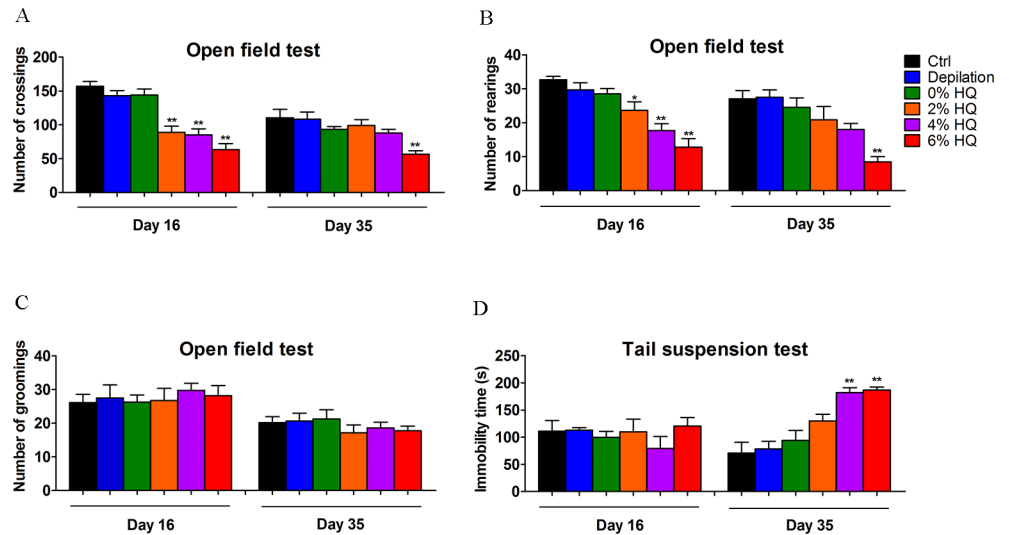 A
Open field test
Number of crossings
200
150
100
50
0
** ** **
**
Day 16
Day 35
B
Open field test
Number of rearings
40
30
20
10
0
* ** **
**
Day 16
Day 35
Ctrl
Depilation
0% HQ
2% HQ
4% HQ
6% HQ
C
Open field test
Number of groomings
40
30
20
10
0
Day 16
Day 35
D
Tail suspension test
Immobility time (s)
250
200
150
100
50
0
** **
Day 16
Day 35